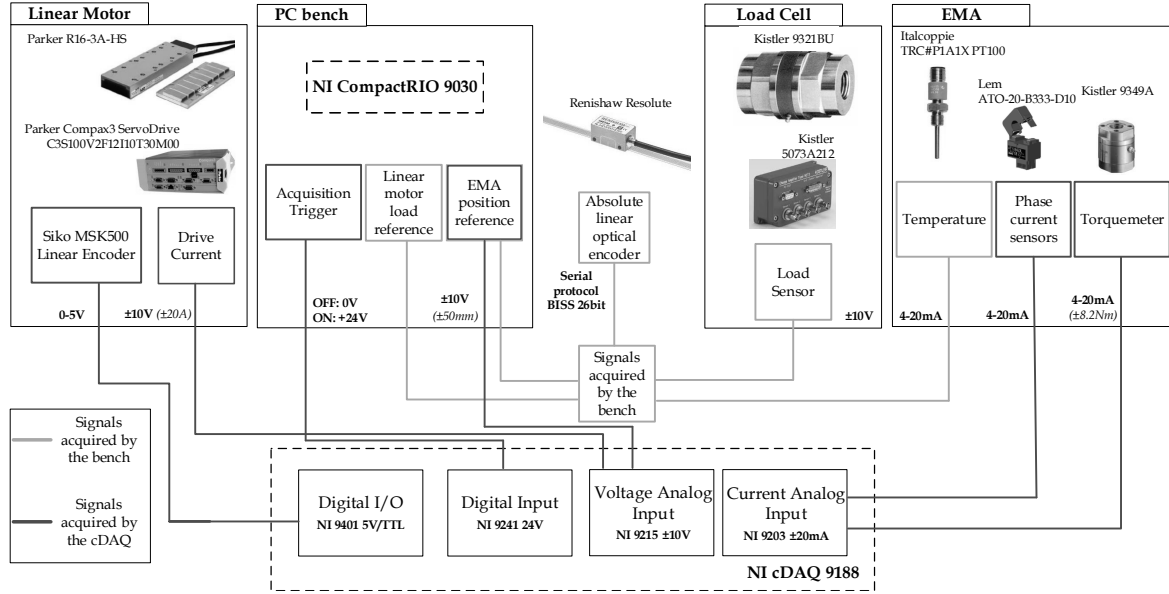 Linear Motor
Parker R16-3A-HS
Parker Compax3 ServoDrive
C3S100V2F12I10T30M00
Siko MSK500
Linear Encoder
Drive
Current
0-5V
±10V (±20A)
PC bench
NI CompactRIO 9030
Acquisition
Trigger
Linear
motor
load
reference
EMA
position
reference
OFF: 0V
ON: +24V
±10V
(±50mm)
Renishaw Resolute
Absolute
linear
optical
encoder
Serial
protocol
BISS 26bit
Load Cell
Kistler 9321BU
Kistler
5073A212
Load
Sensor
±10V
EMA
Italcoppie
TRC#P1A1X PT100
Lem
ATO-20-B333-D10
Kistler 9349A
Temperature
Phase
current
sensors
Torquemeter
4-20mA
4-20mA
4-20mA
(±8.2Nm)
Signals
acquired
by the
bench
Signals
acquired by
the bench
Signals
acquired by
the cDAQ
Digital I/O
NI 9401 5V/TTL
Digital Input
NI 9241 24V
Voltage Analog
Input
NI 9215 ±10V
Current Analog
Input
NI 9203 ±20mA
NI cDAQ 9188